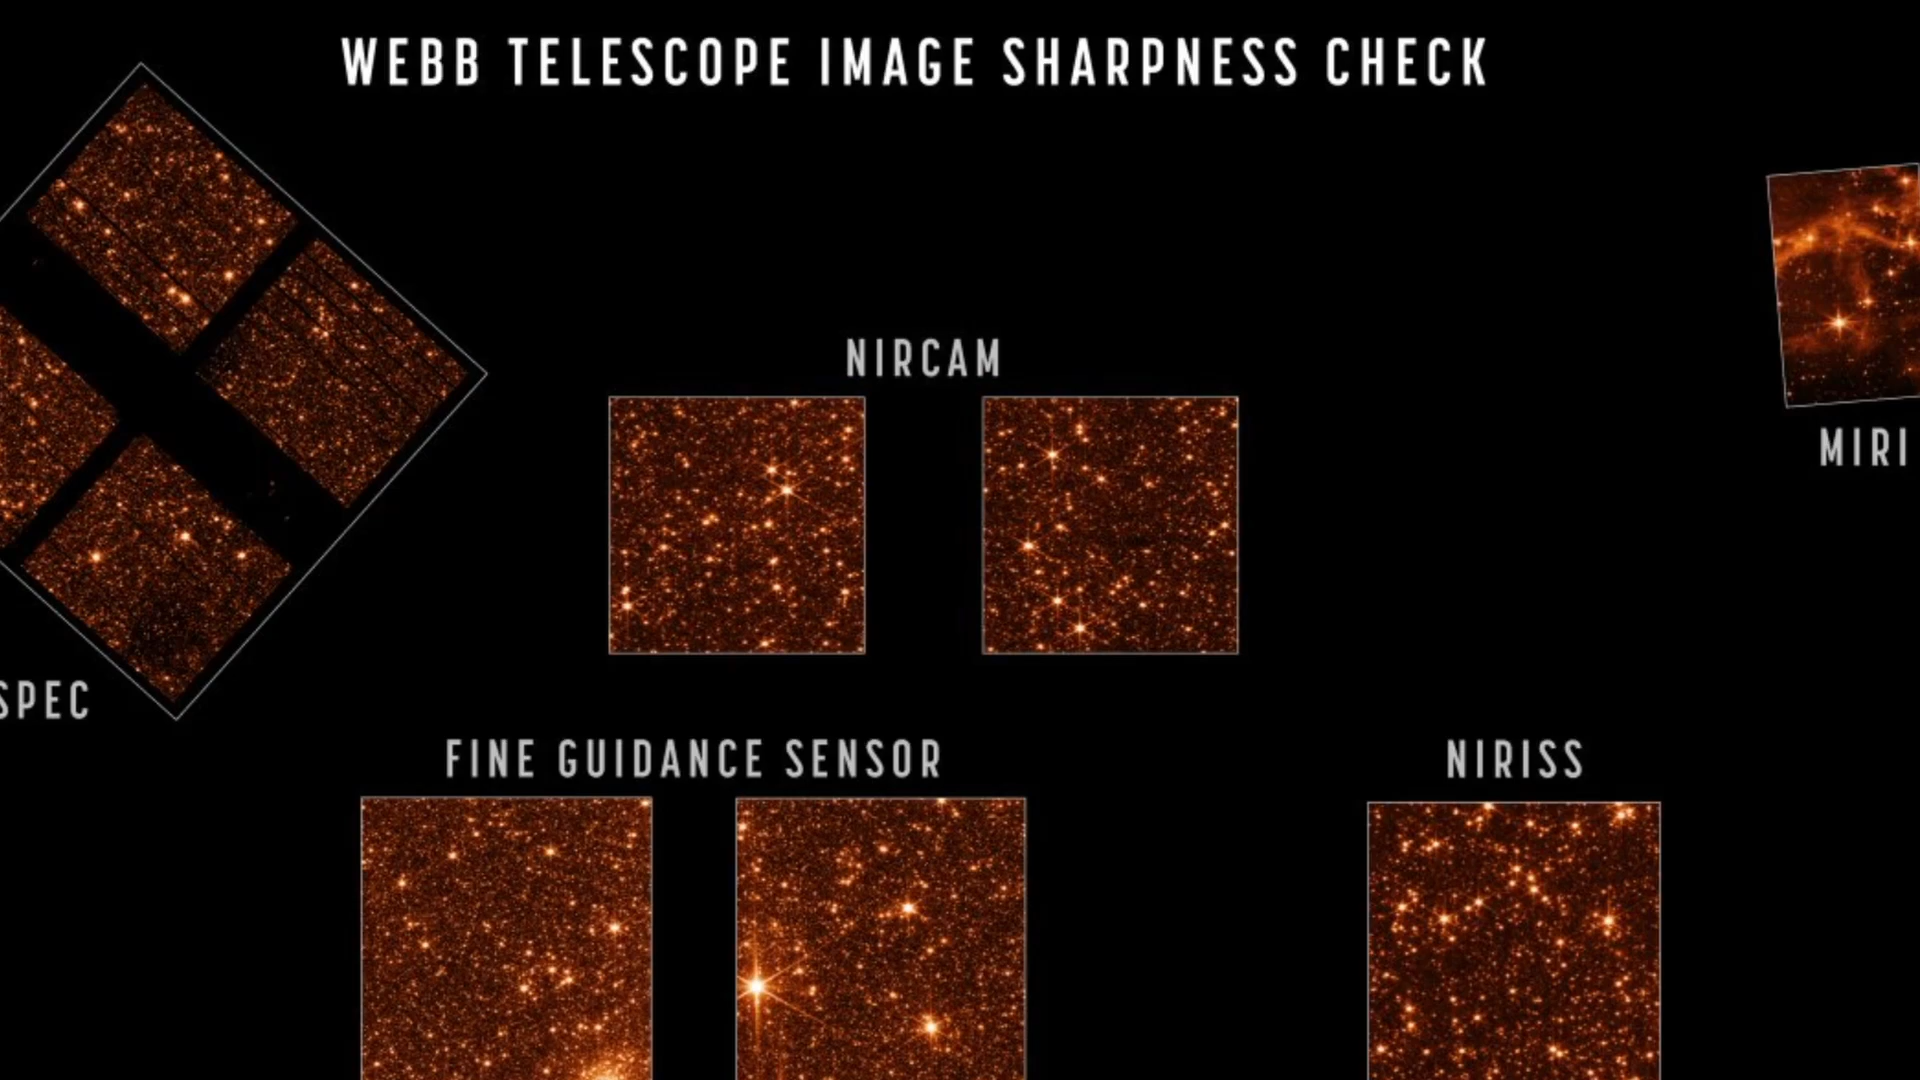 WEBB TELESCOPE IMAGE SHARPNESS CHECK
NIRCAM
MIRI
SPEC
FINE GUIDANCE SENSOR
NIRISS